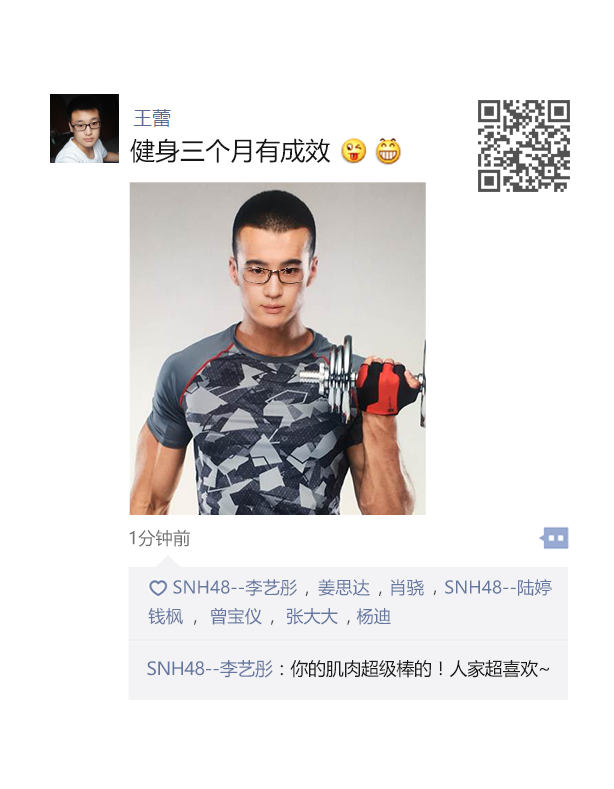 王蕾
健身三个月有成效 😜 😁
1分钟前
SNH48--李艺彤，姜思达，肖骁，SNH48--陆婷
钱枫 ， 曾宝仪， 张大大，杨迪
SNH48--李艺彤：你的肌肉超级棒的！人家超喜欢~